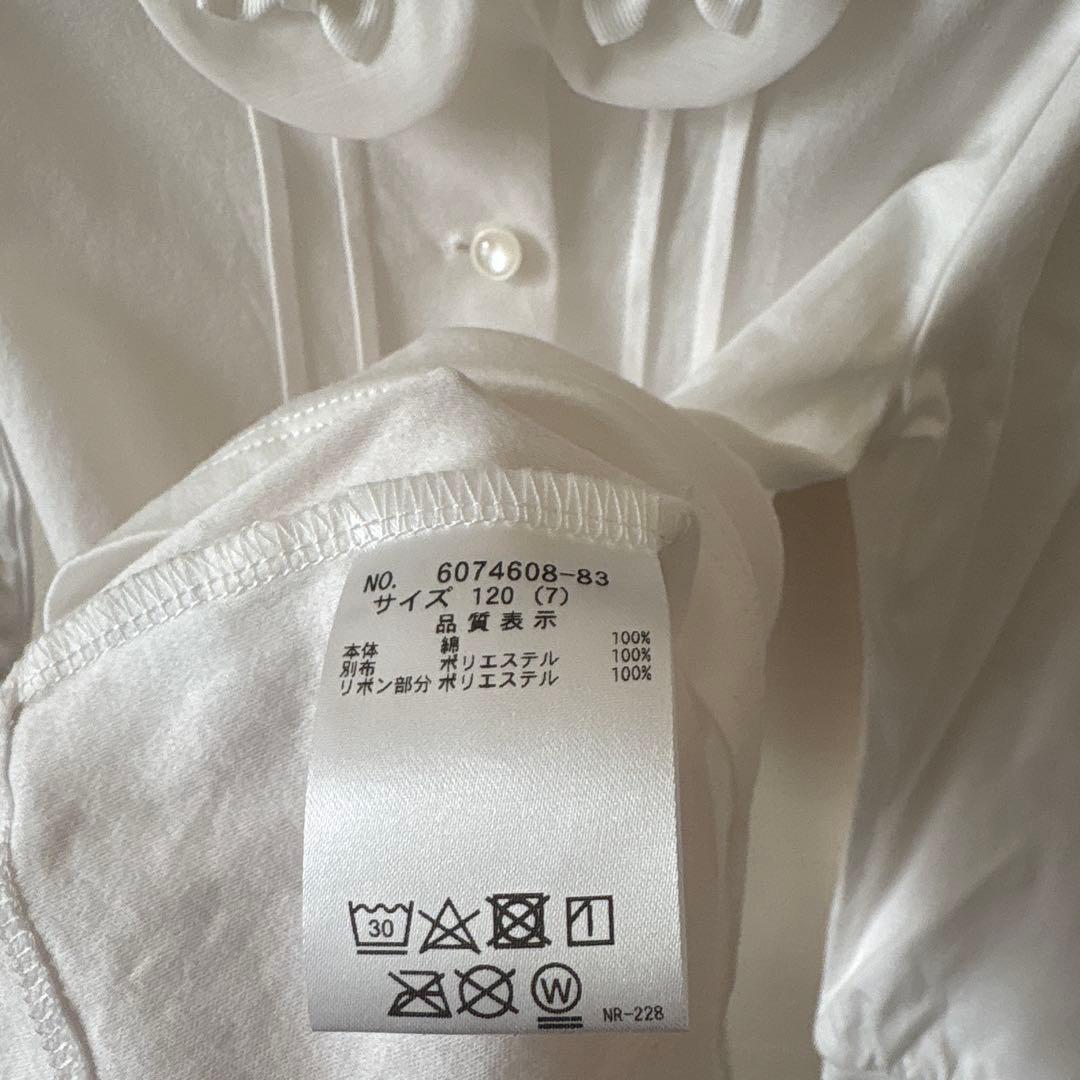 NO. 6074608-83
サイズ 120 (7)
品質表示
本体 綿 100%
別布 ポリエステル 100%
リボン部分 ポリエステル 100%
30
W
NR-228